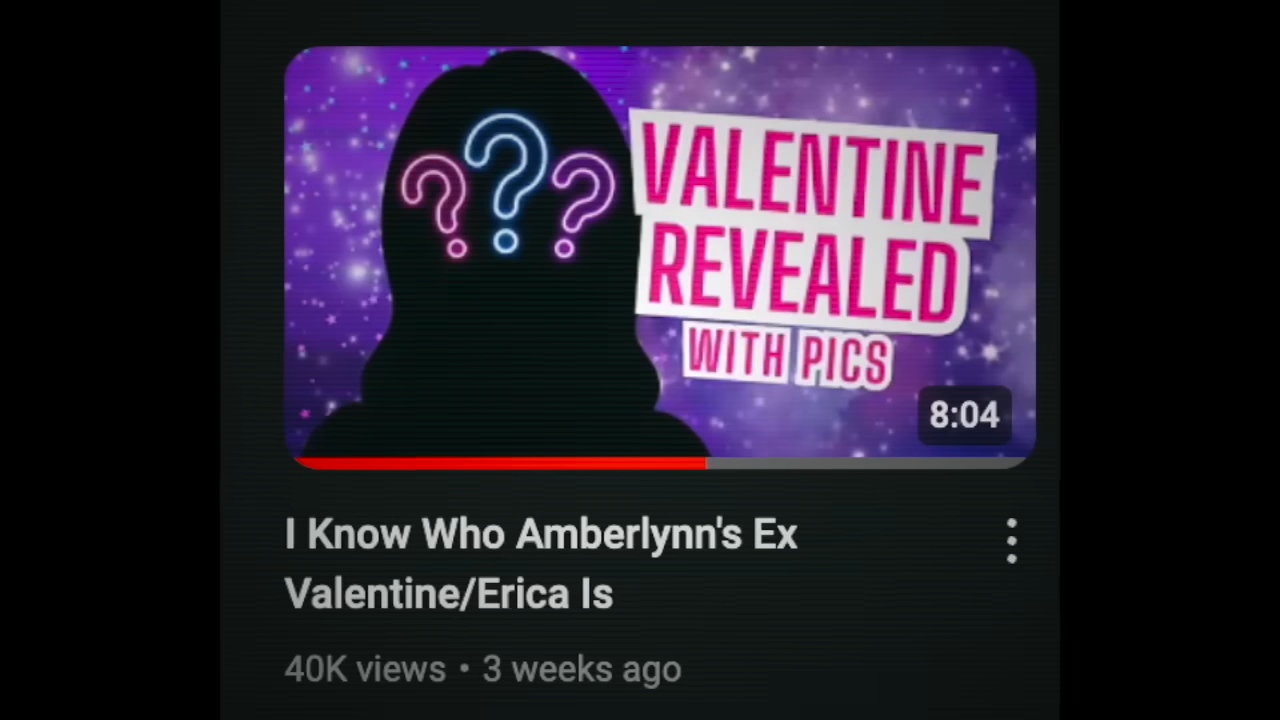 ? ? ?
VALENTINE
REVEALED
WITH PICS
8:04
I Know Who Amberlynn's Ex
Valentine/Erica Is
40K views • 3 weeks ago